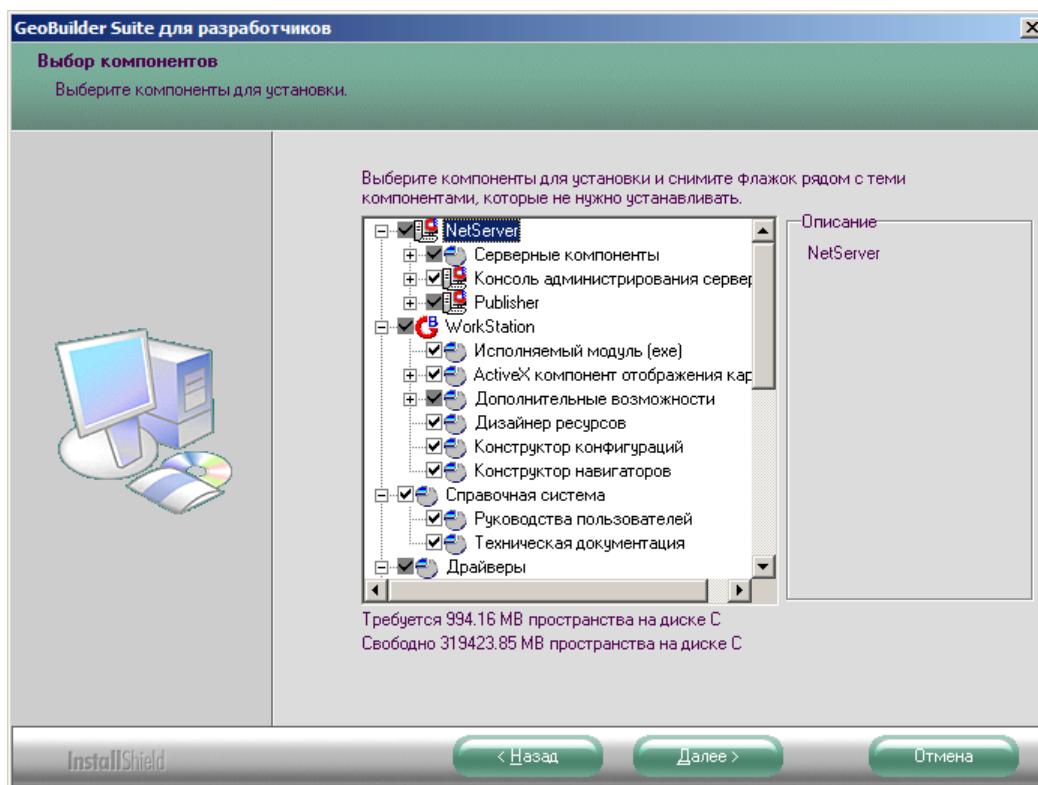 GeoBuilder Suite для разработчиков
Выбор компонентов
Выберите компоненты для установки.
Выберите компоненты для установки и снимите флажок рядом с теми
компонентами, которые не нужно устанавливать.
NetServer
Серверные компоненты
Консоль администрирования сервер
Publisher
WorkStation
Исполняемый модуль (exe)
ActiveX компонент отображения кар
Дополнительные возможности
Дизайнер ресурсов
Конструктор конфигураций
Конструктор навигаторов
Справочная система
Руководства пользователей
Техническая документация
Драйверы
Описание
NetServer
Требуется 994.16 MB пространства на диске C
Свободно 319423.85 MB пространства на диске C
InstallShield
< Назад
Далее >
Отмена